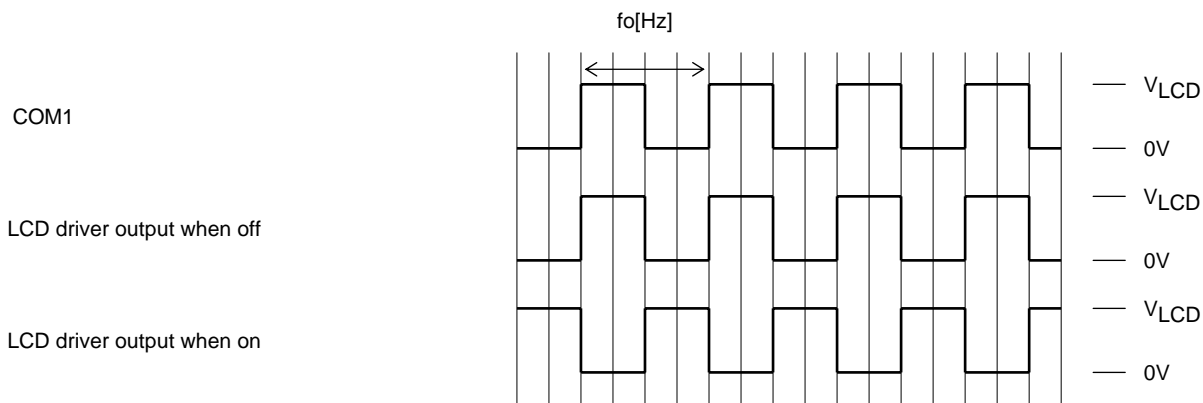 fo[Hz]
COM1
VLCD
0V
LCD driver output when off
VLCD
0V
LCD driver output when on
VLCD
0V